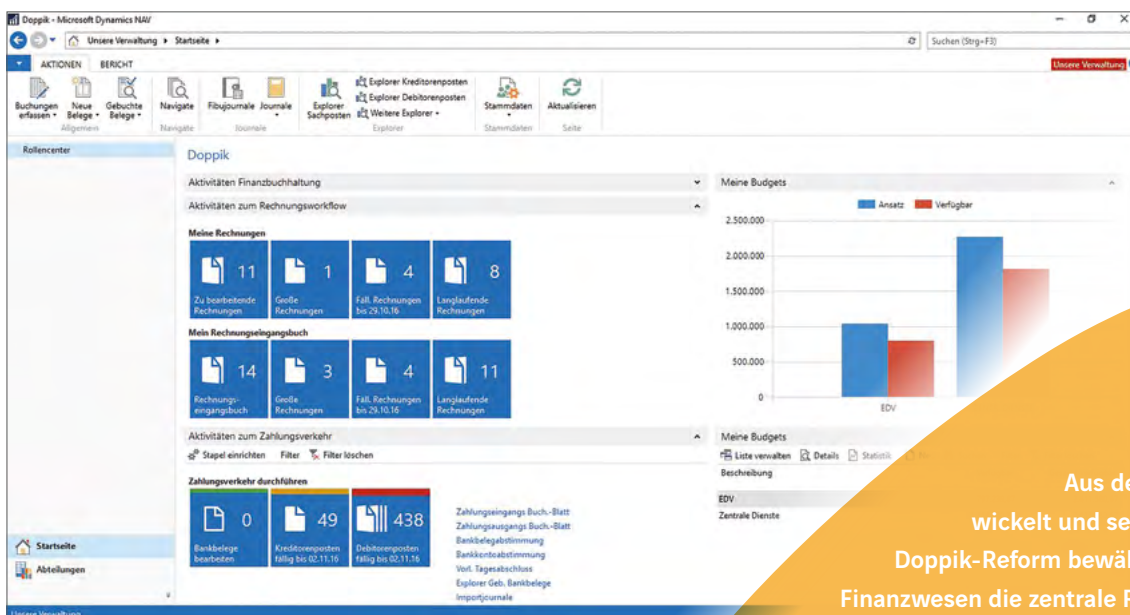 Doppik - Microsoft Dynamics NAV
Unsere Verwaltung ▸ Startseite ▸
Suchen (Strg+F3)
AKTIONEN BERICHT
Unsere Verwaltung
Buchungen erfassen
Neue Belege
Gebuchte Belege
Allgemein
Navigate
Navigate
Fibujournale
Journale
Journale
Explorer Sachposten
Explorer Kreditorenposten
Explorer Debitorenposten
Weitere Explorer
Explorer
Stammdaten
Stammdaten
Aktualisieren
Seite
Rollencenter
Doppik
Aktivitäten Finanzbuchhaltung
Aktivitäten zum Rechnungsworkflow
Meine Rechnungen
11
Zu bearbeitende
Rechnungen
1
Große
Rechnungen
4
Fäll. Rechnungen
bis 29.10.16
8
Langlaufende
Rechnungen
Mein Rechnungseingangsbuch
14
Rechnungs-
eingangsbuch
3
Große
Rechnungen
4
Fäll. Rechnungen
bis 29.10.16
11
Langlaufende
Rechnungen
Aktivitäten zum Zahlungsverkehr
Stapel einrichten Filter Filter löschen
Zahlungsverkehr durchführen
0
Bankbelege
bearbeiten
49
Kreditorenposten
fällig bis 02.11.16
438
Debitorenposten
fällig bis 02.11.16
Zahlungseingangs Buch.-Blatt
Zahlungsausgangs Buch.-Blatt
Bankbelegabstimmung
Bankkontoabstimmung
Vorl. Tagesabschluss
Explorer Geb. Bankbelege
Importjournale
Meine Budgets
Ansatz Verfügbar
2.500.000
2.000.000
1.500.000
1.000.000
500.000
0
EDV
Meine Budgets
Liste verwalten Details Statistik
Beschreibung
EDV
Zentrale Dienste
Startseite
Abteilungen
Unsere Verwaltung
Aus de
wickelt und se
Doppik-Reform bewäh
Finanzwesen die zentrale